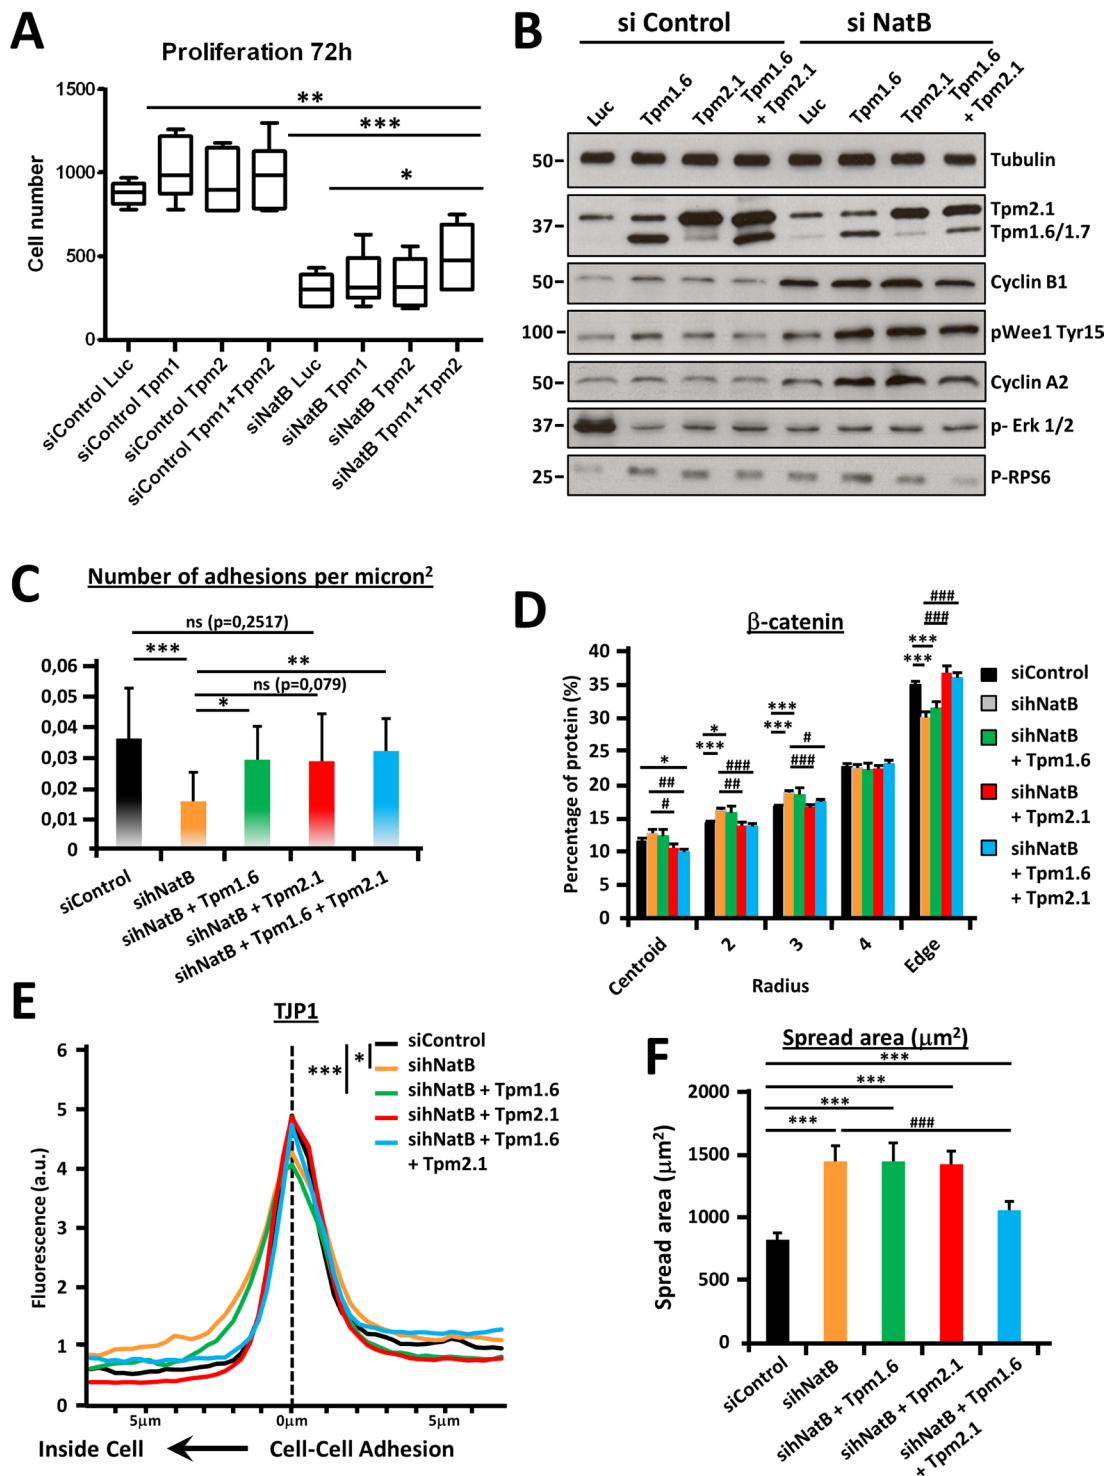 A
Proliferation 72h
Cell number
1500
1000
500
0
**
***
*
siControl Luc
siControl Tpm1
siControl Tpm2
siControl Tpm1+Tpm2
siNatB Luc
siNatB Tpm1
siNatB Tpm2
siNatB Tpm1+Tpm2
B
si Control
si NatB
Luc
Tpm1.6
Tpm2.1
Tpm1.6
+ Tpm2.1
Luc
Tpm1.6
Tpm2.1
Tpm1.6
+ Tpm2.1
50
Tubulin
37
Tpm2.1
Tpm1.6/1.7
50
Cyclin B1
100
pWee1 Tyr15
50
Cyclin A2
37
p- Erk 1/2
25
P-RPS6
C
Number of adhesions per micron²
ns (p=0,2517)
***
**
ns (p=0,079)
*
0,06
0,05
0,04
0,03
0,02
0,01
0
siControl
sihNatB
sihNatB + Tpm1.6
sihNatB + Tpm2.1
sihNatB + Tpm1.6 + Tpm2.1
D
β-catenin
Percentage of protein (%)
40
35
30
25
20
15
10
5
0
*
##
#
*
***
###
##
***
***
#
###
###
###
***
***
Centroid
2
3
4
Edge
Radius
siControl
sihNatB
sihNatB
+ Tpm1.6
sihNatB
+ Tpm2.1
sihNatB
+ Tpm1.6
+ Tpm2.1
E
TJP1
Fluorescence (a.u.)
6
5
4
3
2
1
0
***
*
siControl
sihNatB
sihNatB + Tpm1.6
sihNatB + Tpm2.1
sihNatB + Tpm1.6
+ Tpm2.1
5μm
0μm
5μm
Inside Cell
Cell-Cell Adhesion
F
Spread area (μm²)
***
***
***
***
###
Spread area (μm²)
2000
1500
1000
500
0
siControl
sihNatB
sihNatB + Tpm1.6
sihNatB + Tpm2.1
sihNatB + Tpm1.6
+ Tpm2.1